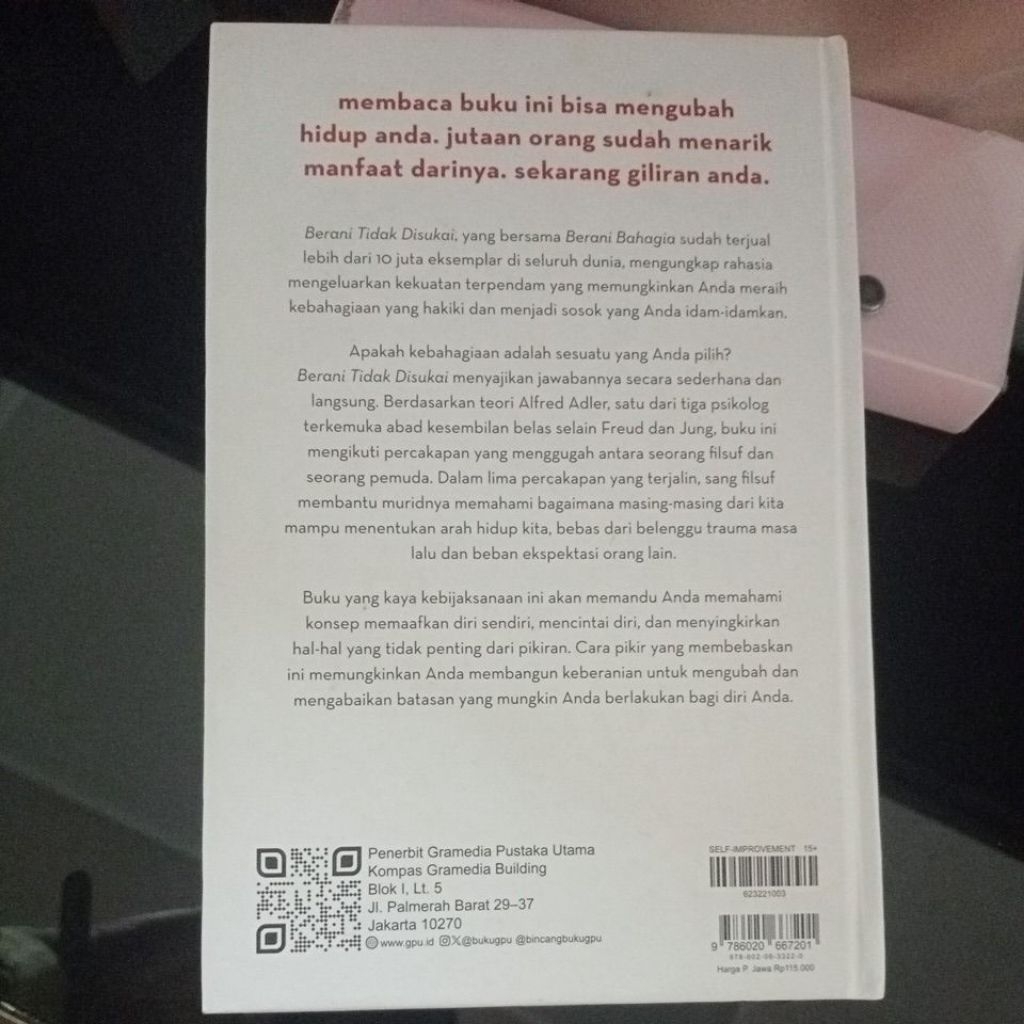 membaca buku ini bisa mengubah
hidup anda. jutaan orang sudah menarik
manfaat darinya. sekarang giliran anda.
Berani Tidak Disukai, yang bersama Berani Bahagia sudah terjual
lebih dari 10 juta eksemplar di seluruh dunia, mengungkap rahasia
mengeluarkan kekuatan terpendam yang memungkinkan Anda meraih
kebahagiaan yang hakiki dan menjadi sosok yang Anda idam-idamkan.
Apakah kebahagiaan adalah sesuatu yang Anda pilih?
Berani Tidak Disukai menyajikan jawabannya secara sederhana dan
langsung. Berdasarkan teori Alfred Adler, satu dari tiga psikolog
terkemuka abad kesembilan belas selain Freud dan Jung, buku ini
mengikuti percakapan yang menggugah antara seorang filsuf dan
seorang pemuda. Dalam lima percakapan yang terjalin, sang filsuf
membantu muridnya memahami bagaimana masing-masing dari kita
mampu menentukan arah hidup kita, bebas dari belenggu trauma masa
lalu dan beban ekspektasi orang lain.
Buku yang kaya kebijaksanaan ini akan memandu Anda memahami
konsep memaafkan diri sendiri, mencintai diri, dan menyingkirkan
hal-hal yang tidak penting dari pikiran. Cara pikir yang membebaskan
ini memungkinkan Anda membangun keberanian untuk mengubah dan
mengabaikan batasan yang mungkin Anda berlakukan bagi diri Anda.
Penerbit Gramedia Pustaka Utama
Kompas Gramedia Building
Blok I, Lt. 5
Jl. Palmerah Barat 29–37
Jakarta 10270
www.gpu.id @bukugpu @bincangbukugpu
SELF-IMPROVEMENT 15+
623221003
9 786020 667201
Harga P. Jawa Rp115.000